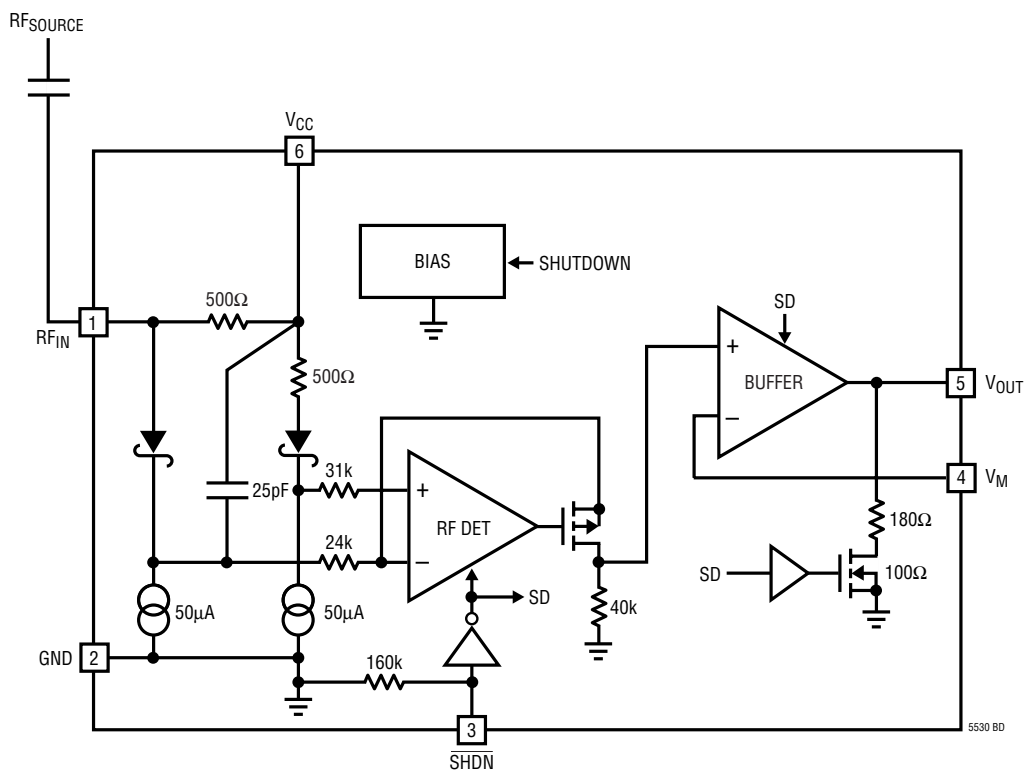 RFSOURCE
VCC
6
BIAS
SHUTDOWN
500Ω
1
RFIN
SD
+
BUFFER
–
5
VOUT
500Ω
31k
+
25pF
RF DET
24k
–
4
VM
180Ω
SD
100Ω
50µA
50µA
SD
40k
GND
2
160k
3
SHDN
5530 BD